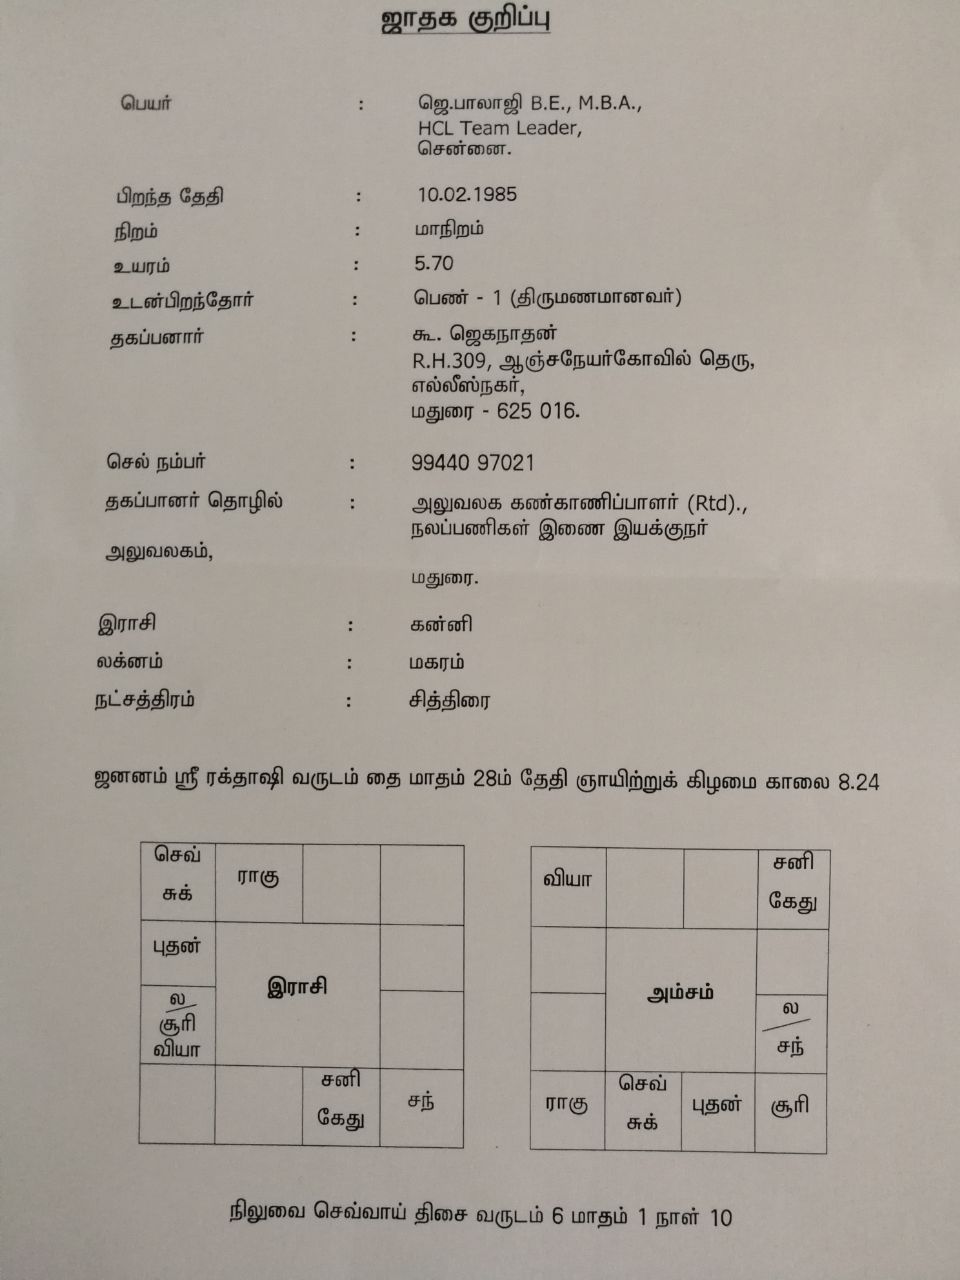 ஜாதக குறிப்பு
பெயர் : ஜெ.பாலாஜி B.E., M.B.A.,
HCL Team Leader,
சென்னை.
பிறந்த தேதி : 10.02.1985
நிறம் : மாநிறம்
உயரம் : 5.70
உடன்பிறந்தோர் : பெண் - 1 (திருமணமானவர்)
தகப்பனார் : கூ. ஜெகநாதன்
R.H.309, ஆஞ்சநேயர்கோவில் தெரு,
எல்லீஸ்நகர்,
மதுரை - 625 016.
செல் நம்பர் : 99440 97021
தகப்பானர் தொழில் : அலுவலக கண்காணிப்பாளர் (Rtd).,
நலப்பணிகள் இணை இயக்குநர்
அலுவலகம்,
மதுரை.
இராசி : கன்னி
லக்னம் : மகரம்
நட்சத்திரம் : சித்திரை
ஜனனம் ஸ்ரீ ரக்தாஷி வருடம் தை மாதம் 28ம் தேதி ஞாயிற்றுக் கிழமை காலை 8.24
செவ்
சுக்
ராகு
புதன்
ல
சூரி
வியா
இராசி
சனி
கேது
சந்
வியா
சனி
கேது
அம்சம்
ல
சந்
ராகு
செவ்
சுக்
புதன்
சூரி
நிலுவை செவ்வாய் திசை வருடம் 6 மாதம் 1 நாள் 10